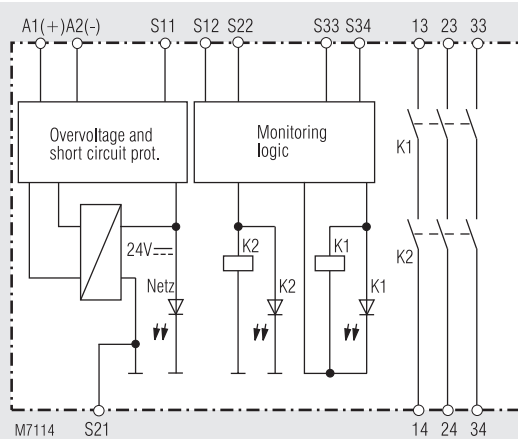 A1(+) A2(-) S11 S12 S22 S33 S34 13 23 33
Overvoltage and
short circuit prot.
Monitoring
logic
K1
24V
K2 K1 K2
Netz K2 K1
M7114 S21 14 24 34